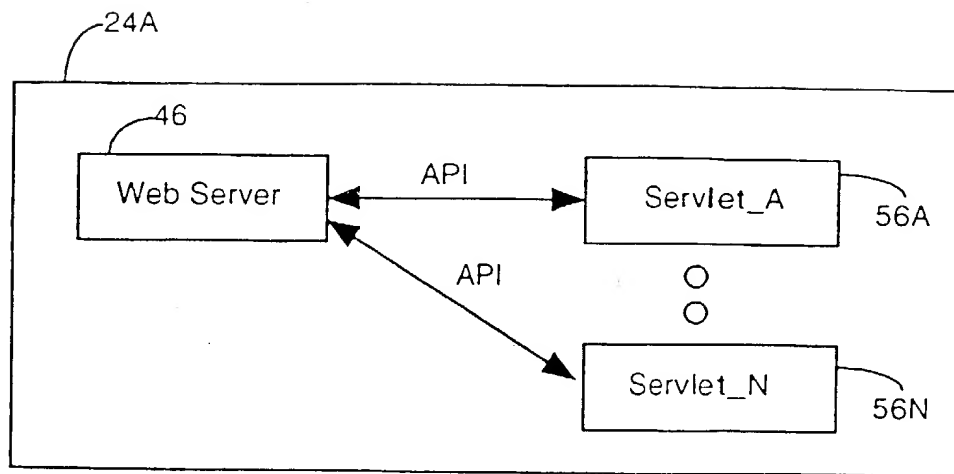 24A
46
Web Server
API
Servlet_A
56A
API
Servlet_N
56N